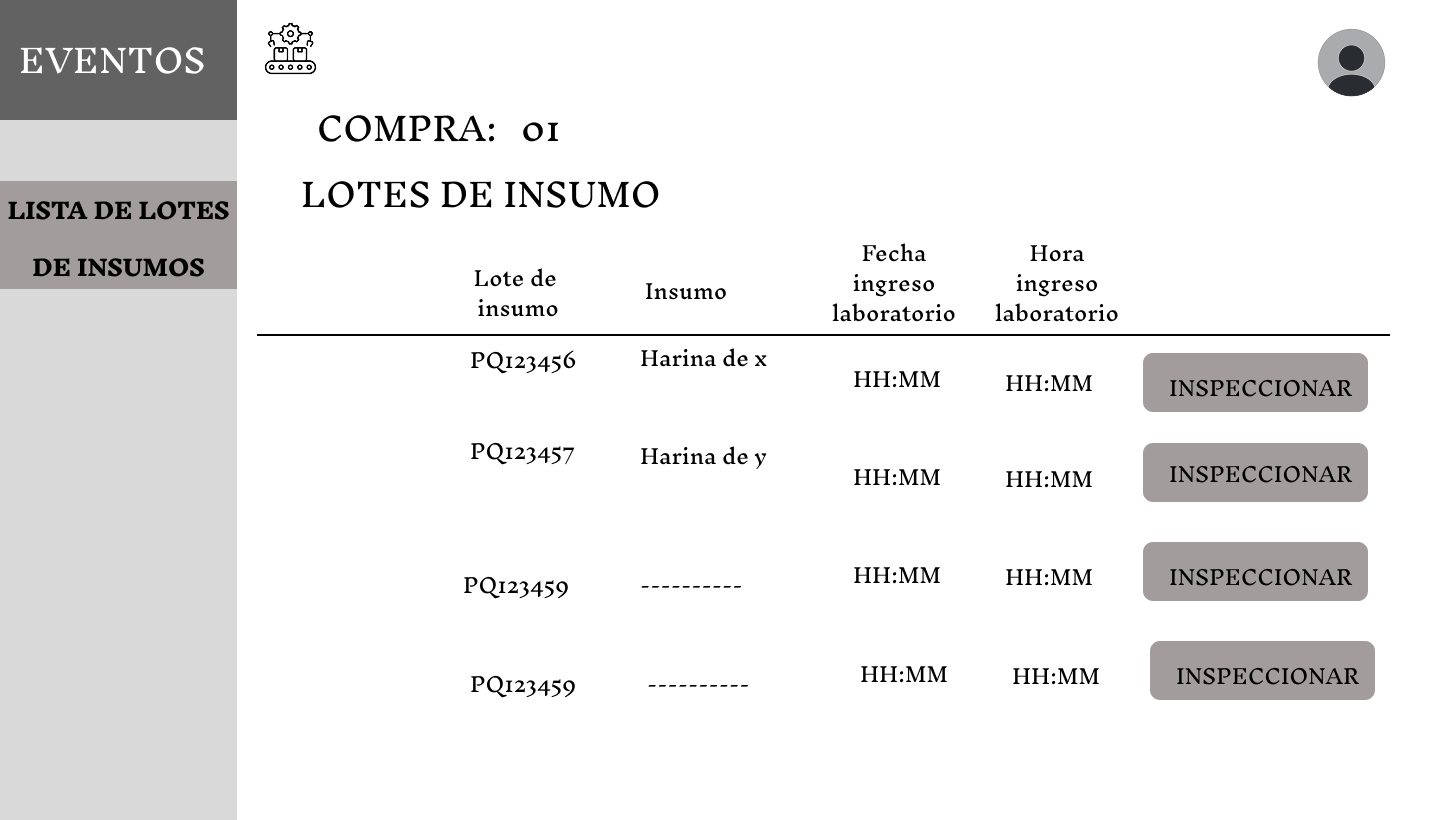 EVENTOS
LISTA DE LOTES
DE INSUMOS
COMPRA: 01
LOTES DE INSUMO
Lote de
insumo
Insumo
Fecha
ingreso
laboratorio
Hora
ingreso
laboratorio
PQ123456 Harina de x HH:MM HH:MM INSPECCIONAR
PQ123457 Harina de y HH:MM HH:MM INSPECCIONAR
PQ123459 ---------- HH:MM HH:MM INSPECCIONAR
PQ123459 ---------- HH:MM HH:MM INSPECCIONAR